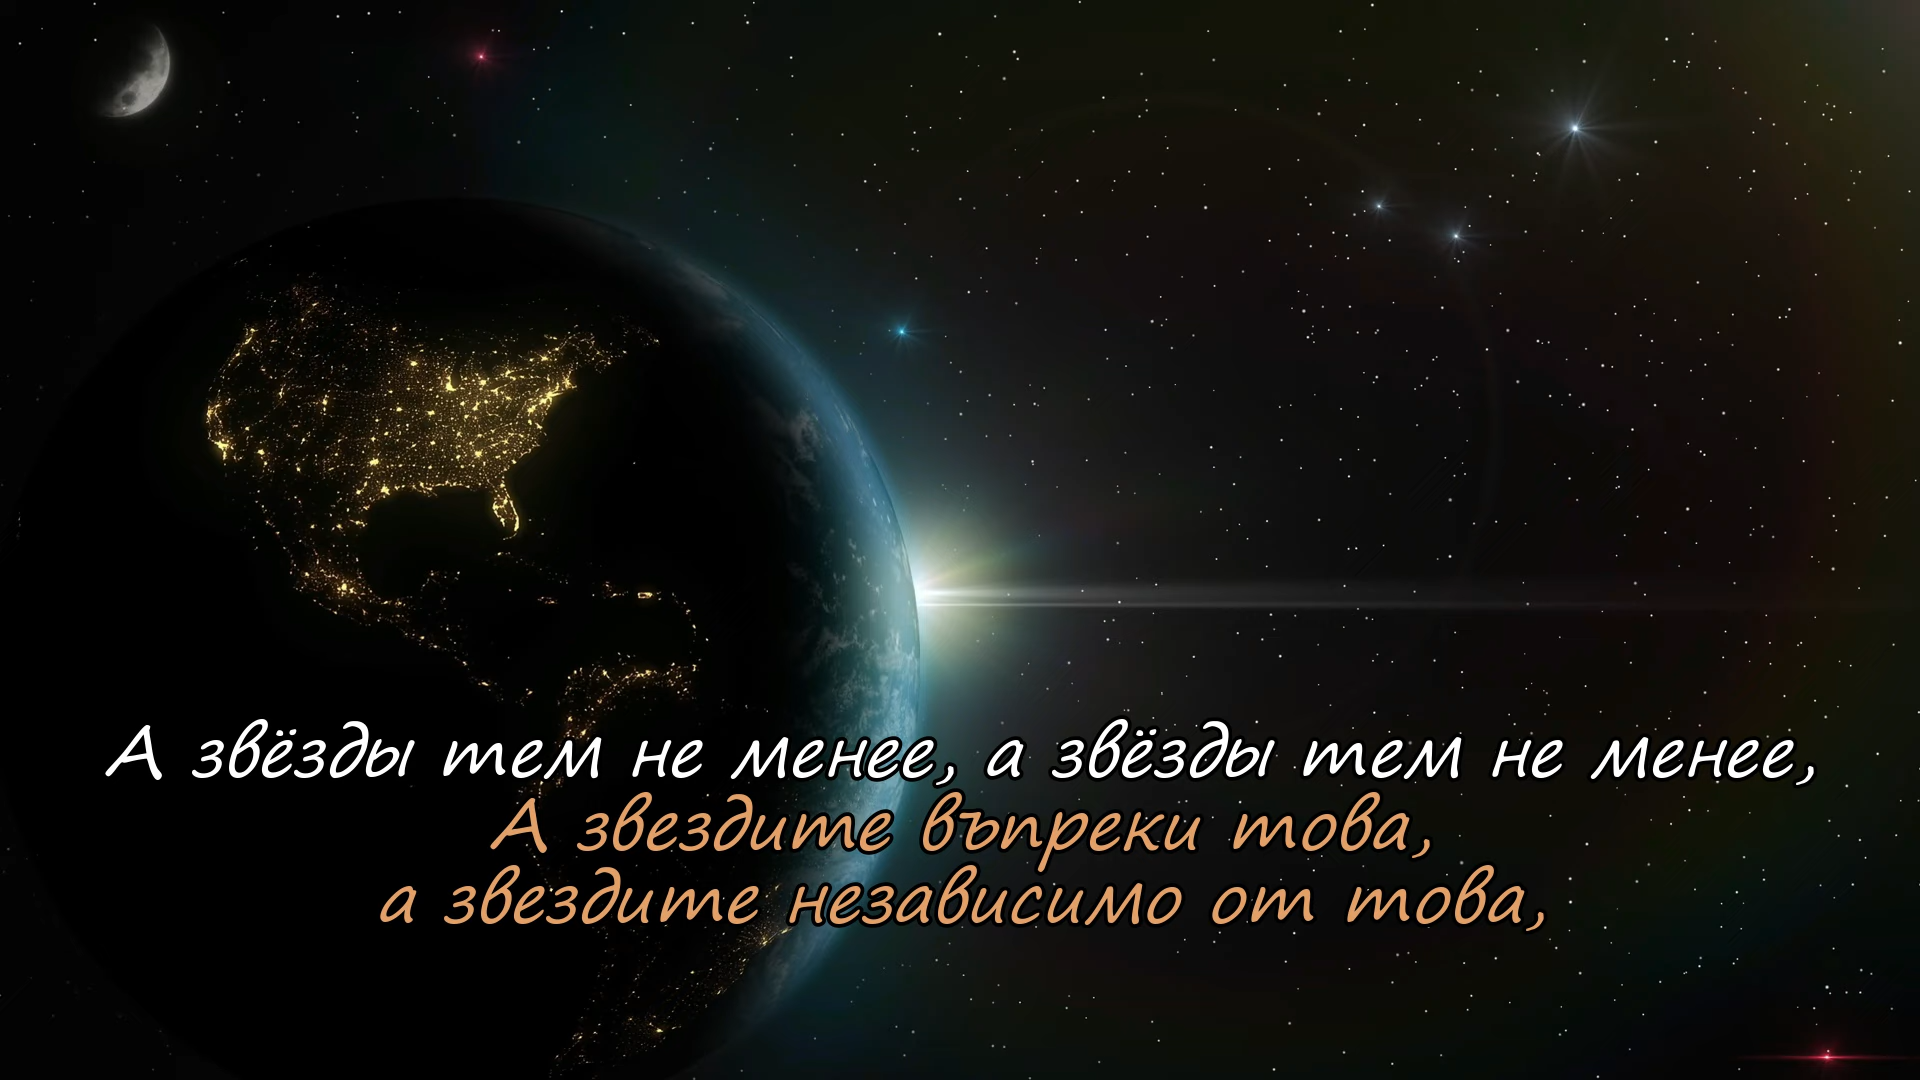 А звёзды тем не менее, а звёзды тем не менее,
А звездите въпреки това,
а звездите независимо от това,